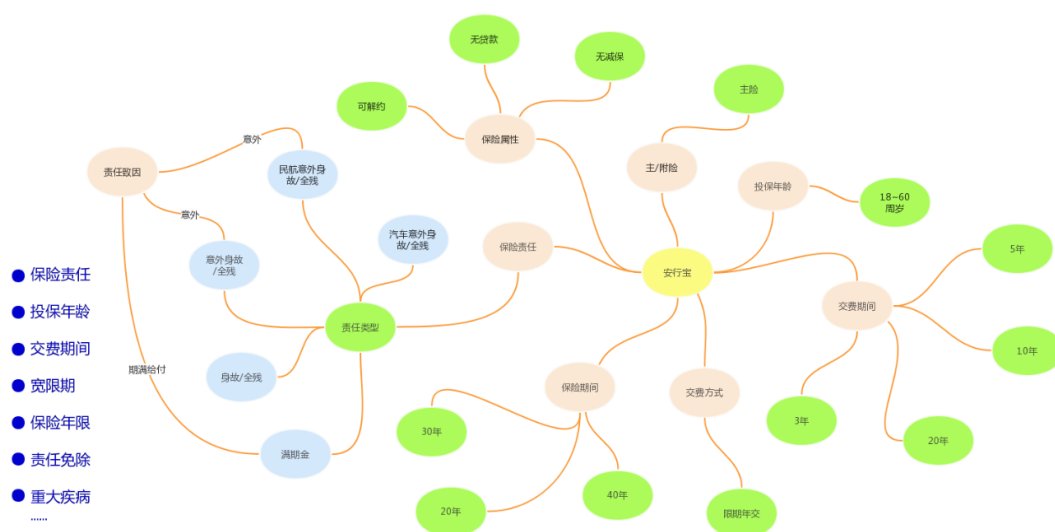 无贷款
无减保
可解约
主险
保险属性
意外
责任致因
民航意外身
故/全残
主/附险
投保年龄
18~60
周岁
意外
汽车意外身
故/全残
保险责任
5年
意外身故
/全残
安行宝
交费期间
责任类型
10年
期满给付
身故/全残
保险期间
交费方式
3年
30年
20年
满期金
40年
20年
限期年交
保险责任
投保年龄
交费期间
宽限期
保险年限
责任免除
重大疾病
......